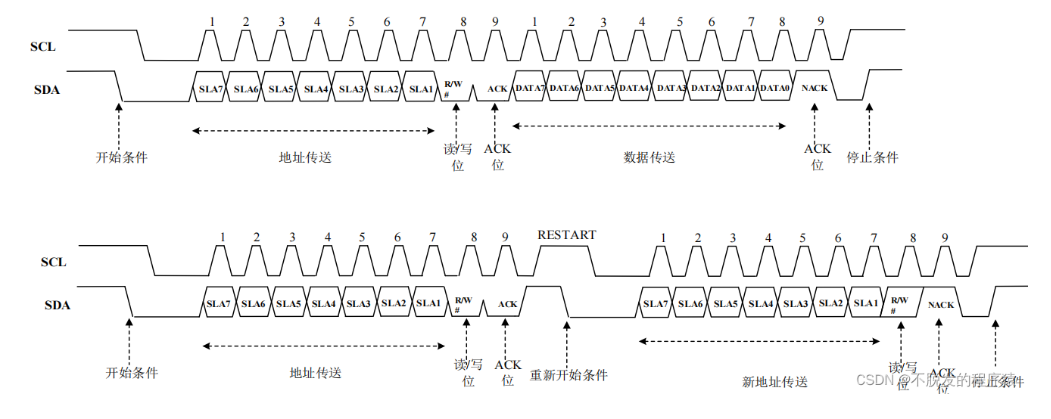 1 2 3 4 5 6 7 8 9 1 2 3 4 5 6 7 8 9
SCL
SDA
SLA7 SLA6 SLA5 SLA4 SLA3 SLA2 SLA1 R/W# ACK DATA7 DATA6 DATA5 DATA4 DATA3 DATA2 DATA1 DATA0 NACK
开始条件 地址传送 读/写位 ACK位 数据传送 ACK位 停止条件
RESTART
1 2 3 4 5 6 7 8 9 1 2 3 4 5 6 7 8 9
SCL
SDA
SLA7 SLA6 SLA5 SLA4 SLA3 SLA2 SLA1 R/W# ACK SLA7 SLA6 SLA5 SLA4 SLA3 SLA2 SLA1 R/W# NACK
开始条件 地址传送 读/写位 ACK位 重新开始条件 新地址传送 读/写位 ACK位 停止条件
CSDN @不脱发的程序猿